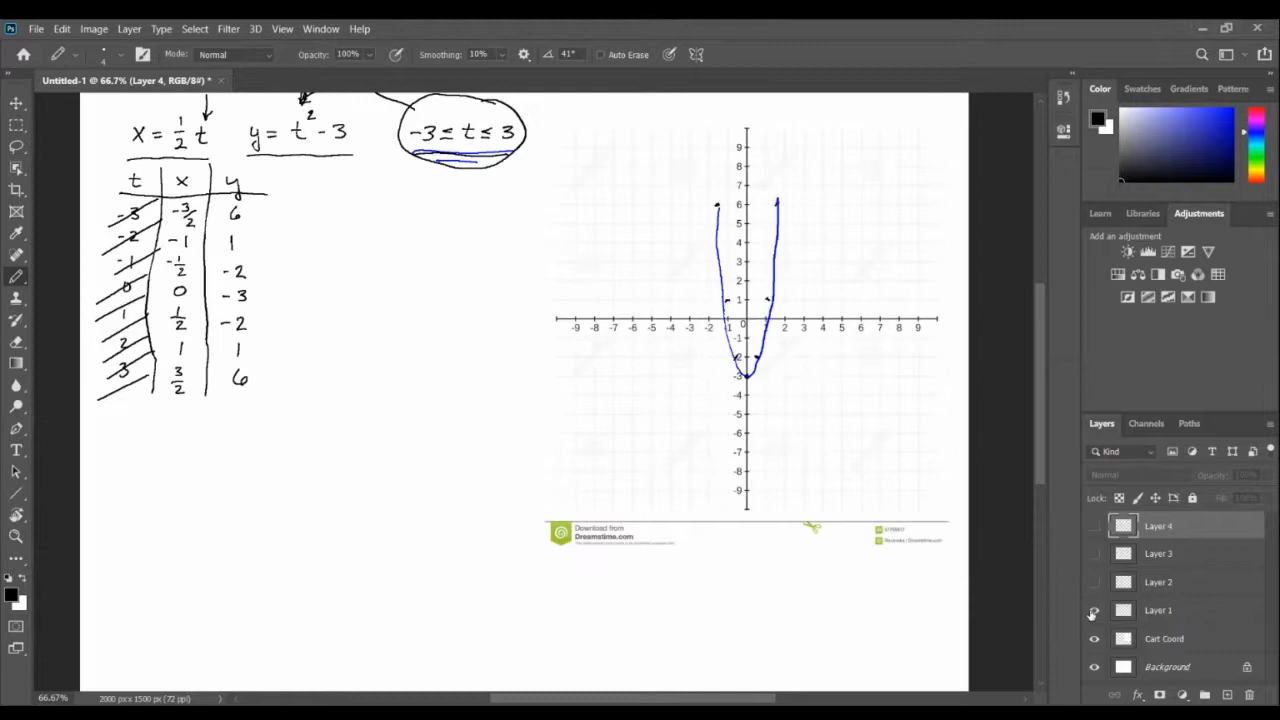 Ps File Edit Image Layer Type Select Filter 3D View Window Help
4 Mode: Normal Opacity: 100% Smoothing: 10% 41° Auto Erase
Untitled-1 @ 66.7% (Layer 4, RGB/8#) * ×
x = 1/2 t y = t² - 3 -3 ≤ t ≤ 3
t x y
-3 -3/2 6
-2 -1 1
-1 -1/2 -2
0 0 -3
1 1/2 -2
2 1 1
3 3/2 6
9
8
7
6
5
4
3
2
1
-9 -8 -7 -6 -5 -4 -3 -2 -1 0 1 2 3 4 5 6 7 8 9
-1
-2
-3
-4
-5
-6
-7
-8
-9
Download from
Dreamstime.com
Color Swatches Gradients Patterns
Learn Libraries Adjustments
Add an adjustment
Layers Channels Paths
Kind
Normal Opacity: 100%
Lock: Fill: 100%
Layer 4
Layer 3
Layer 2
Layer 1
Cart Coord
Background
66.67% 2000 px x 1500 px (72 ppi)